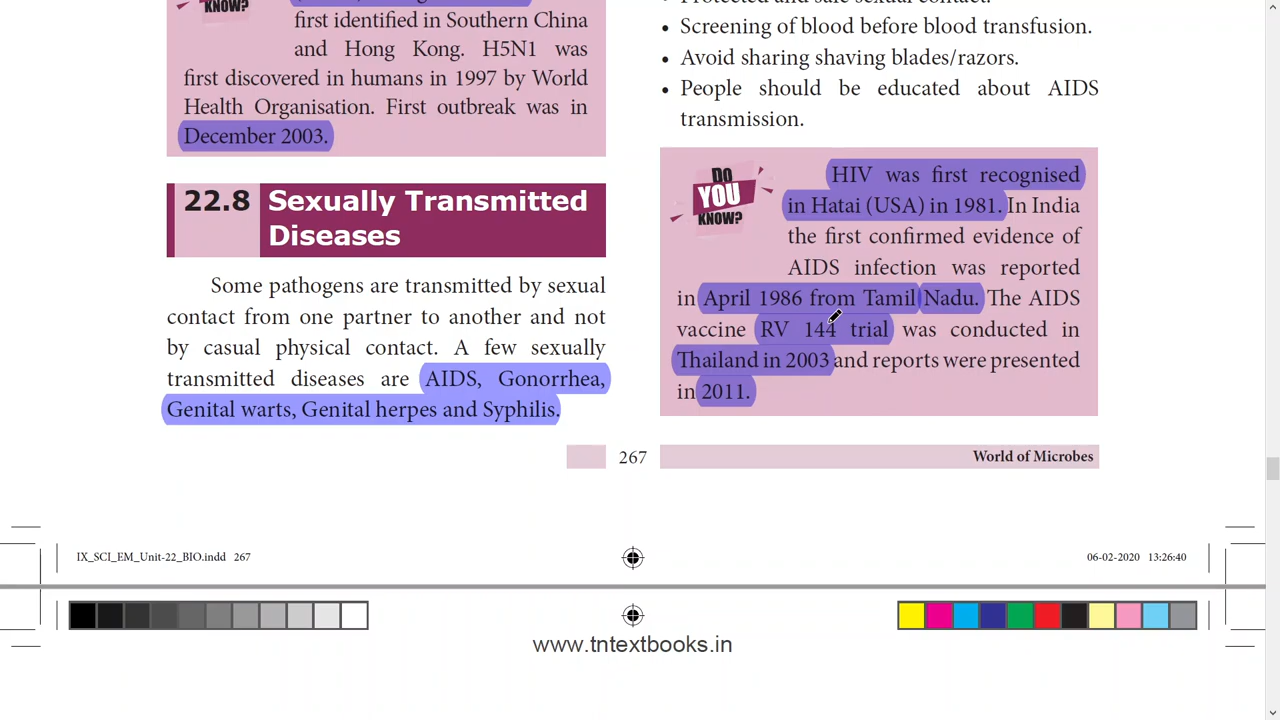 KNOW?
first identified in Southern China
and Hong Kong. H5N1 was
first discovered in humans in 1997 by World
Health Organisation. First outbreak was in
December 2003.
22.8 Sexually Transmitted
Diseases
Some pathogens are transmitted by sexual
contact from one partner to another and not
by casual physical contact. A few sexually
transmitted diseases are AIDS, Gonorrhea,
Genital warts, Genital herpes and Syphilis.
• Protected and safe sexual contact.
• Screening of blood before blood transfusion.
• Avoid sharing shaving blades/razors.
• People should be educated about AIDS
transmission.
DO
YOU
KNOW?
HIV was first recognised
in Hatai (USA) in 1981. In India
the first confirmed evidence of
AIDS infection was reported
in April 1986 from Tamil Nadu. The AIDS
vaccine RV 144 trial was conducted in
Thailand in 2003 and reports were presented
in 2011.
267
World of Microbes
IX_SCI_EM_Unit-22_BIO.indd 267
06-02-2020 13:26:40
www.tntextbooks.in